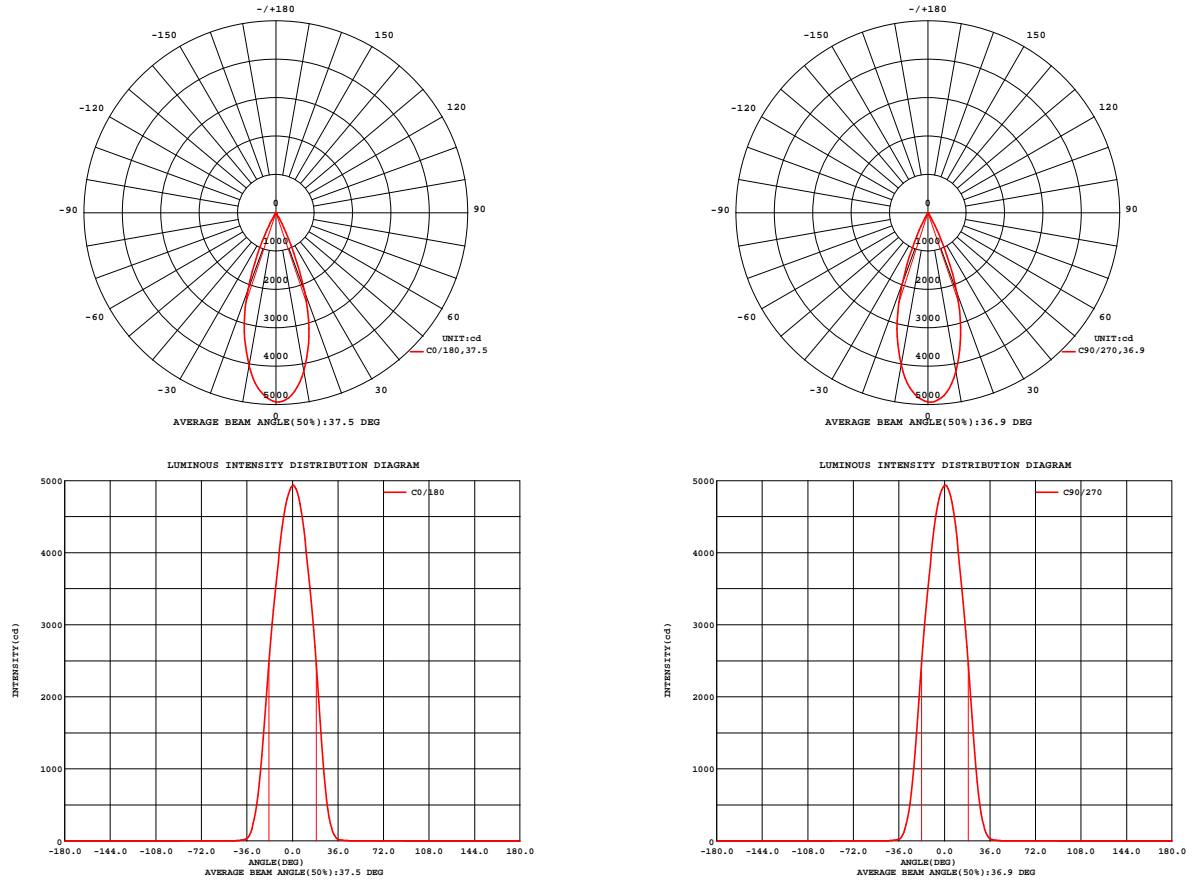 -/+180
-150 150
-120 120
-90 90
-60 60
-30 30
0
0
1000
2000
3000
4000
5000
UNIT:cd
C0/180,37.5
AVERAGE BEAM ANGLE(50%):37.5 DEG
-/+180
-150 150
-120 120
-90 90
-60 60
-30 30
0
0
1000
2000
3000
4000
5000
UNIT:cd
C90/270,36.9
AVERAGE BEAM ANGLE(50%):36.9 DEG
LUMINOUS INTENSITY DISTRIBUTION DIAGRAM
C0/180
INTENSITY(cd)
5000
4000
3000
2000
1000
0
-180.0 -144.0 -108.0 -72.0 -36.0 0.0 36.0 72.0 108.0 144.0 180.0
ANGLE(DEG)
AVERAGE BEAM ANGLE(50%):37.5 DEG
LUMINOUS INTENSITY DISTRIBUTION DIAGRAM
C90/270
INTENSITY(cd)
5000
4000
3000
2000
1000
0
-180.0 -144.0 -108.0 -72.0 -36.0 0.0 36.0 72.0 108.0 144.0 180.0
ANGLE(DEG)
AVERAGE BEAM ANGLE(50%):36.9 DEG